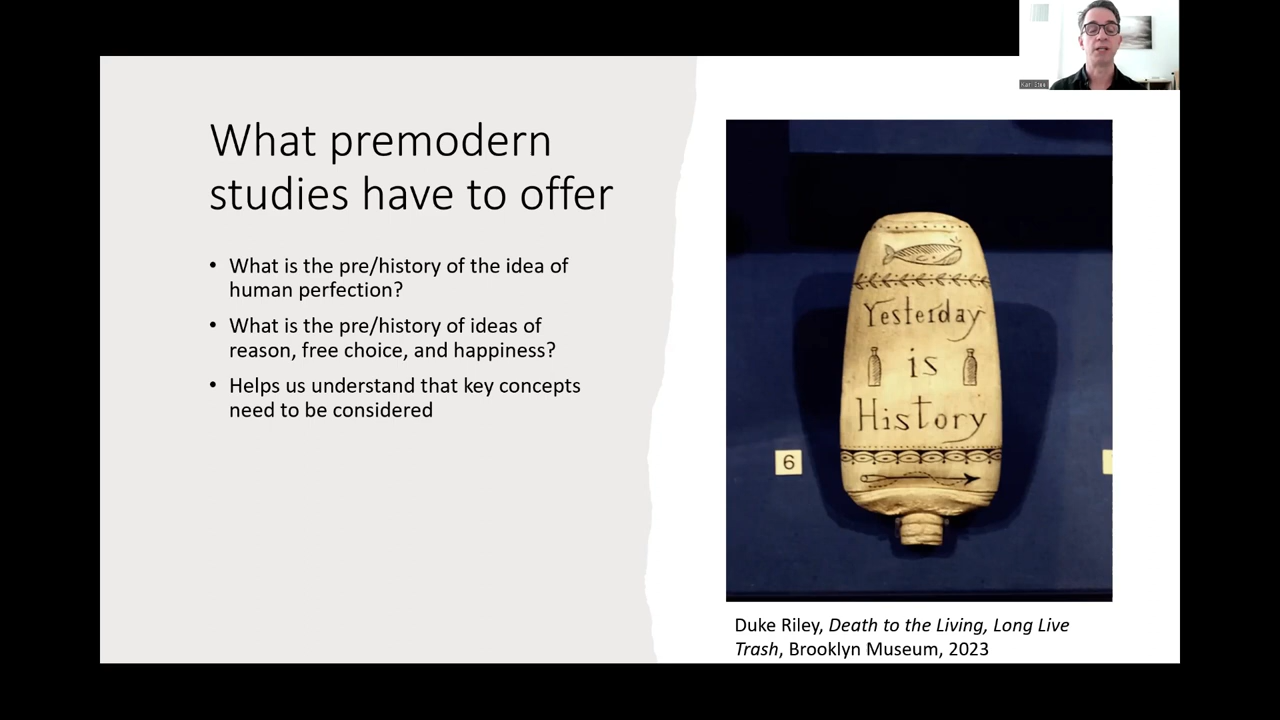 What premodern
studies have to offer
• What is the pre/history of the idea of
human perfection?
• What is the pre/history of ideas of
reason, free choice, and happiness?
• Helps us understand that key concepts
need to be considered
Yesterday
is
History
6
Duke Riley, Death to the Living, Long Live
Trash, Brooklyn Museum, 2023